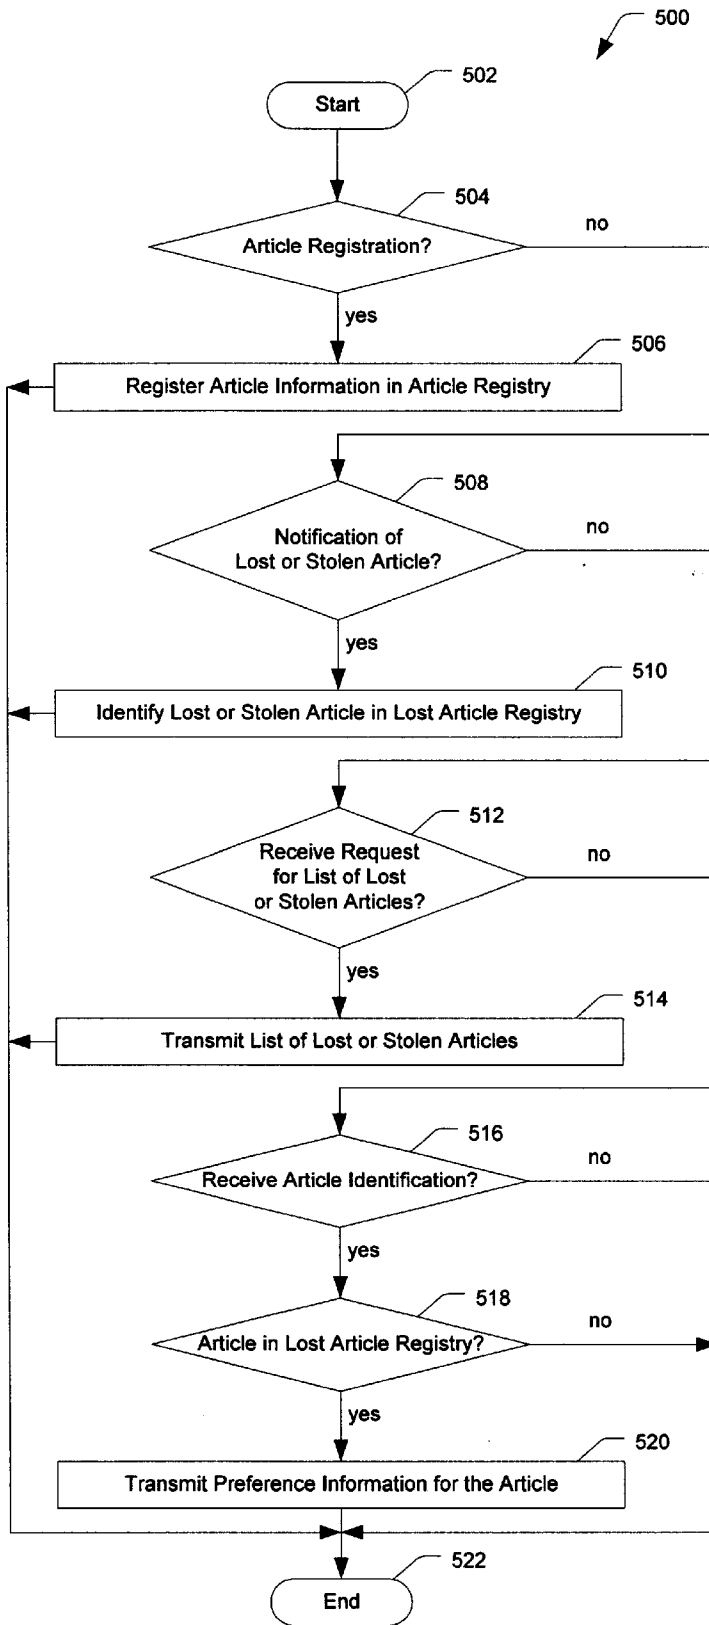 500
502
Start
504
Article Registration?
no
yes
506
Register Article Information in Article Registry
508
Notification of
Lost or Stolen Article?
no
yes
510
Identify Lost or Stolen Article in Lost Article Registry
512
Receive Request
for List of Lost
or Stolen Articles?
no
yes
514
Transmit List of Lost or Stolen Articles
516
Receive Article Identification?
no
yes
518
Article in Lost Article Registry?
no
yes
520
Transmit Preference Information for the Article
522
End